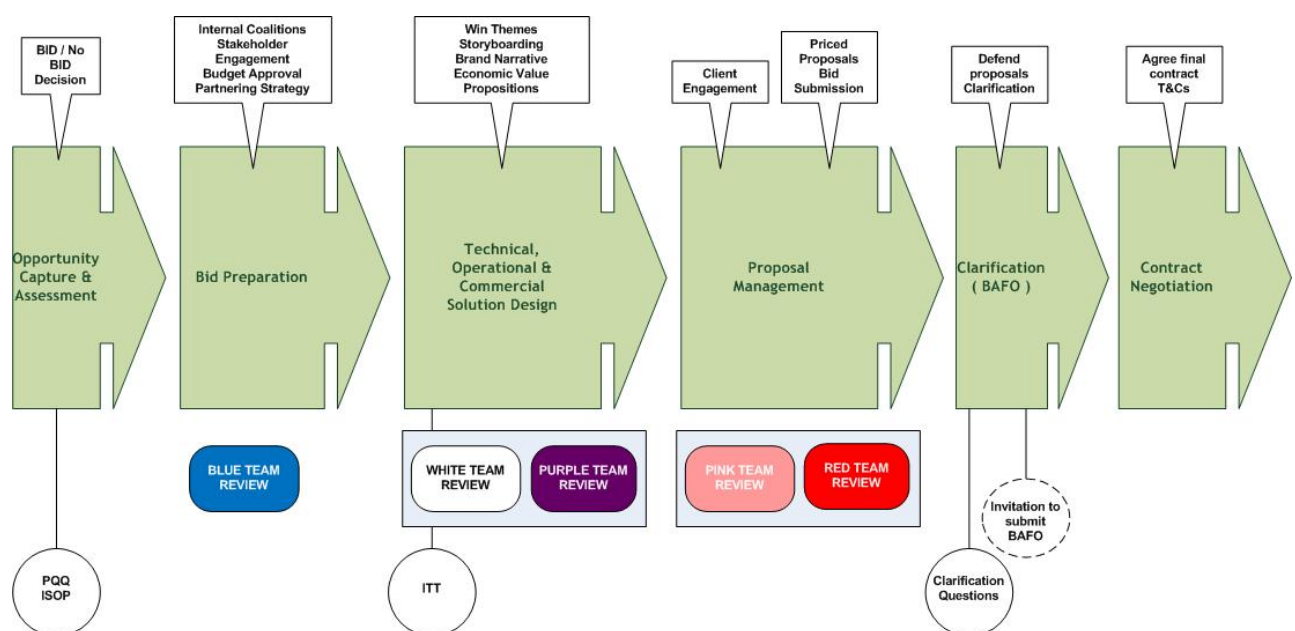 BID / No
BID
Decision
Internal Coalitions
Stakeholder
Engagement
Budget Approval
Partnering Strategy
Win Themes
Storyboarding
Brand Narrative
Economic Value
Propositions
Client
Engagement
Priced
Proposals
Bid
Submission
Defend
proposals
Clarification
Agree final
contract
T&Cs
Opportunity
Capture &
Assessment
Bid Preparation
Technical,
Operational &
Commercial
Solution Design
Proposal
Management
Clarification
( BAFO )
Contract
Negotiation
BLUE TEAM
REVIEW
WHITE TEAM
REVIEW
PURPLE TEAM
REVIEW
PINK TEAM
REVIEW
RED TEAM
REVIEW
Invitation to
submit
BAFO
PQQ
ISOP
ITT
Clarification
Questions